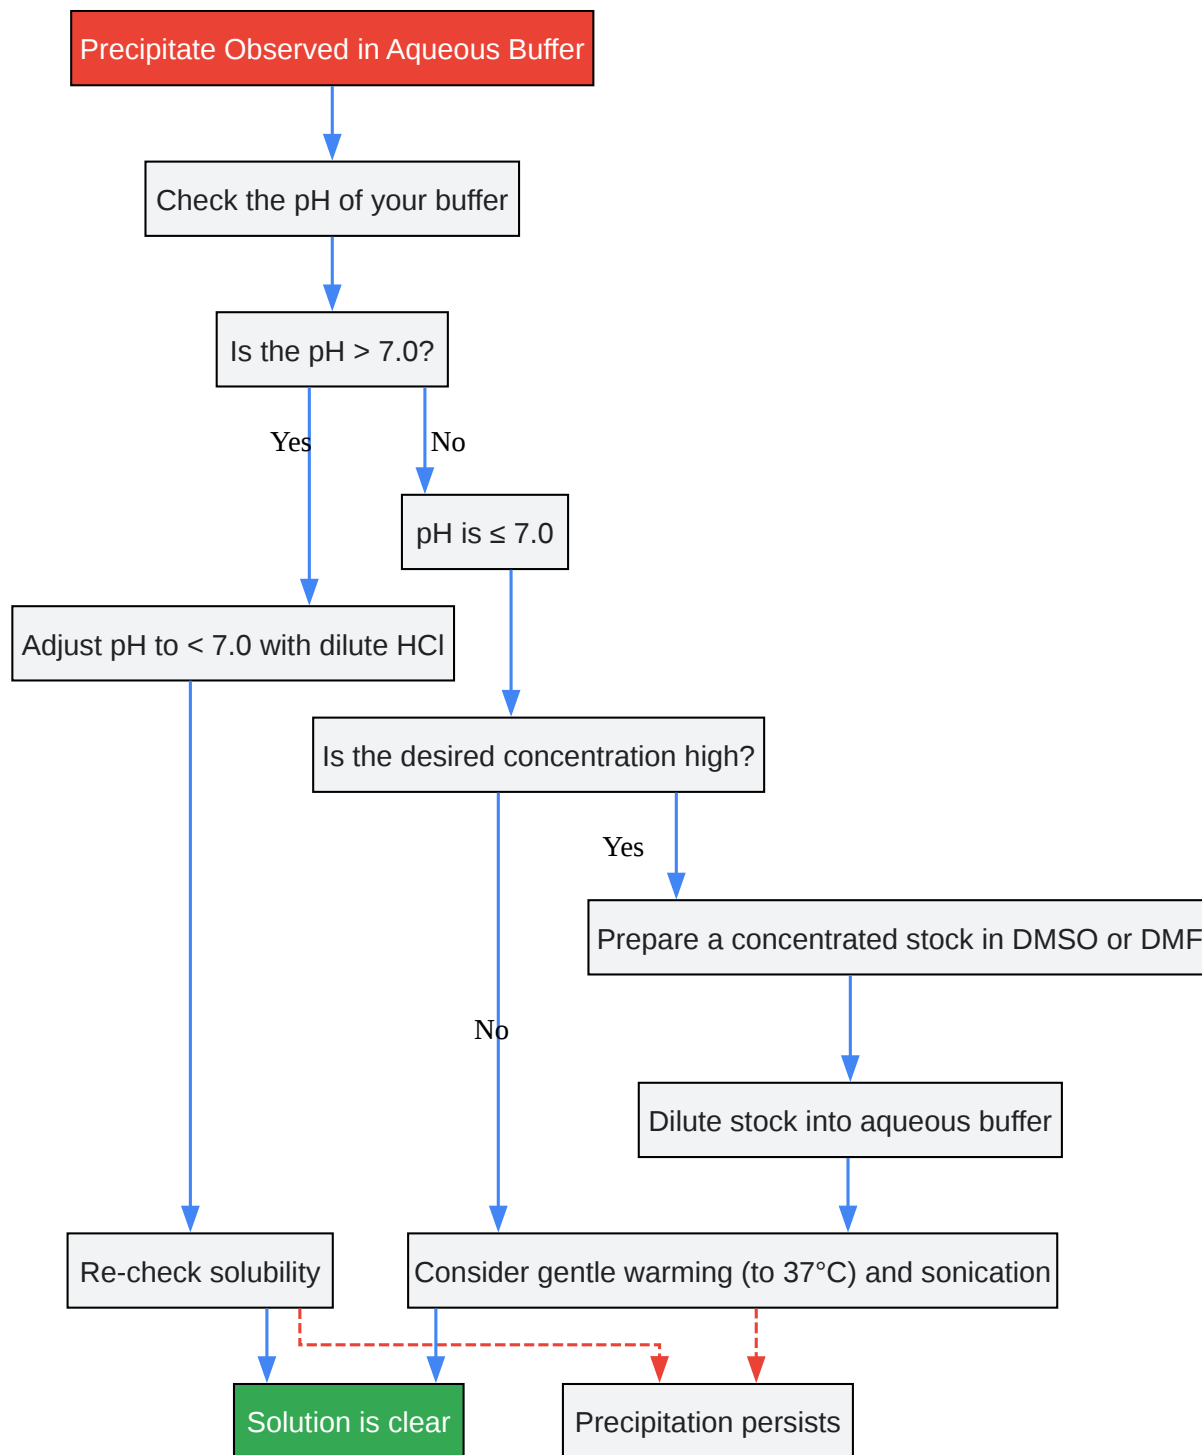 Precipitate Observed in Aqueous Buffer
Check the pH of your buffer
Is the pH > 7.0?
Yes
No
pH is ≤ 7.0
Adjust pH to < 7.0 with dilute HCl
Is the desired concentration high?
Yes
Prepare a concentrated stock in DMSO or DMF
No
Dilute stock into aqueous buffer
Re-check solubility
Consider gentle warming (to 37°C) and sonication
Solution is clear
Precipitation persists